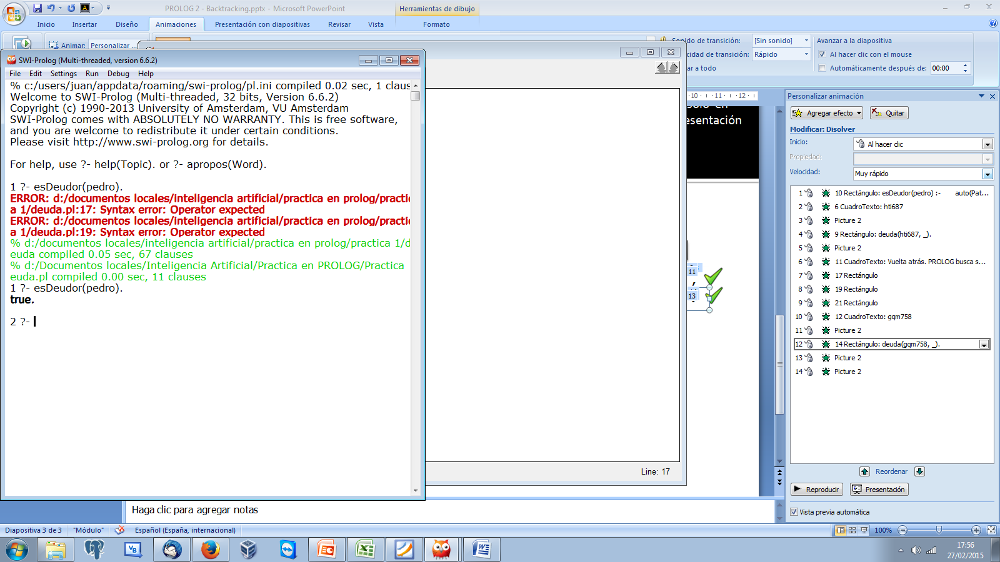 PROLOG 2 - Backtracking.pptx - Microsoft PowerPoint
Herramientas de dibujo
Inicio
Insertar
Diseño
Animaciones
Presentación con diapositivas
Revisar
Vista
Formato
Animar:
Personalizar ...
Sonido de transición:
[Sin sonido]
cidad de transición:
Rápido
ar a todo
Avanzar a la diapositiva
Al hacer clic con el mouse
Automáticamente después de:
00:00
SWI-Prolog (Multi-threaded, version 6.6.2)
File Edit Settings Run Debug Help
% c:/users/juan/appdata/roaming/swi-prolog/pl.ini compiled 0.02 sec, 1 claus
Welcome to SWI-Prolog (Multi-threaded, 32 bits, Version 6.6.2)
Copyright (c) 1990-2013 University of Amsterdam, VU Amsterdam
SWI-Prolog comes with ABSOLUTELY NO WARRANTY. This is free software,
and you are welcome to redistribute it under certain conditions.
Please visit http://www.swi-prolog.org for details.
For help, use ?- help(Topic). or ?- apropos(Word).
1 ?- esDeudor(pedro).
ERROR: d:/documentos locales/inteligencia artificial/practica en prolog/practic
a 1/deuda.pl:17: Syntax error: Operator expected
ERROR: d:/documentos locales/inteligencia artificial/practica en prolog/practic
a 1/deuda.pl:19: Syntax error: Operator expected
% d:/documentos locales/inteligencia artificial/practica en prolog/practica 1/d
euda compiled 0.05 sec, 67 clauses
% d:/Documentos locales/Inteligencia Artificial/Practica en PROLOG/Practica
euda.pl compiled 0.00 sec, 11 clauses
1 ?- esDeudor(pedro).
true.
2 ?-
Line: 17
10 11 12
esentación
11
,
13
Personalizar animación
Agregar efecto
Quitar
Modificar: Disolver
Inicio:
Al hacer clic
Propiedad:
Velocidad:
Muy rápido
1 10 Rectángulo: esDeudor(pedro) :- auto(Pat...
2 6 CuadroTexto: hti687
3 Picture 2
4 9 Rectángulo: deuda(hti687, _).
5 Picture 2
6 11 CuadroTexto: Vuelta atrás. PROLOG busca s...
7 17 Rectángulo
8 19 Rectángulo
9 21 Rectángulo
10 12 CuadroTexto: gqm758
11 Picture 2
12 14 Rectángulo: deuda(gqm758, _).
13 Picture 2
14 Picture 2
Reordenar
Reproducir
Presentación
Vista previa automática
Haga clic para agregar notas
Diapositiva 3 de 3
"Módulo"
Español (España, internacional)
100%
17:56
27/02/2015